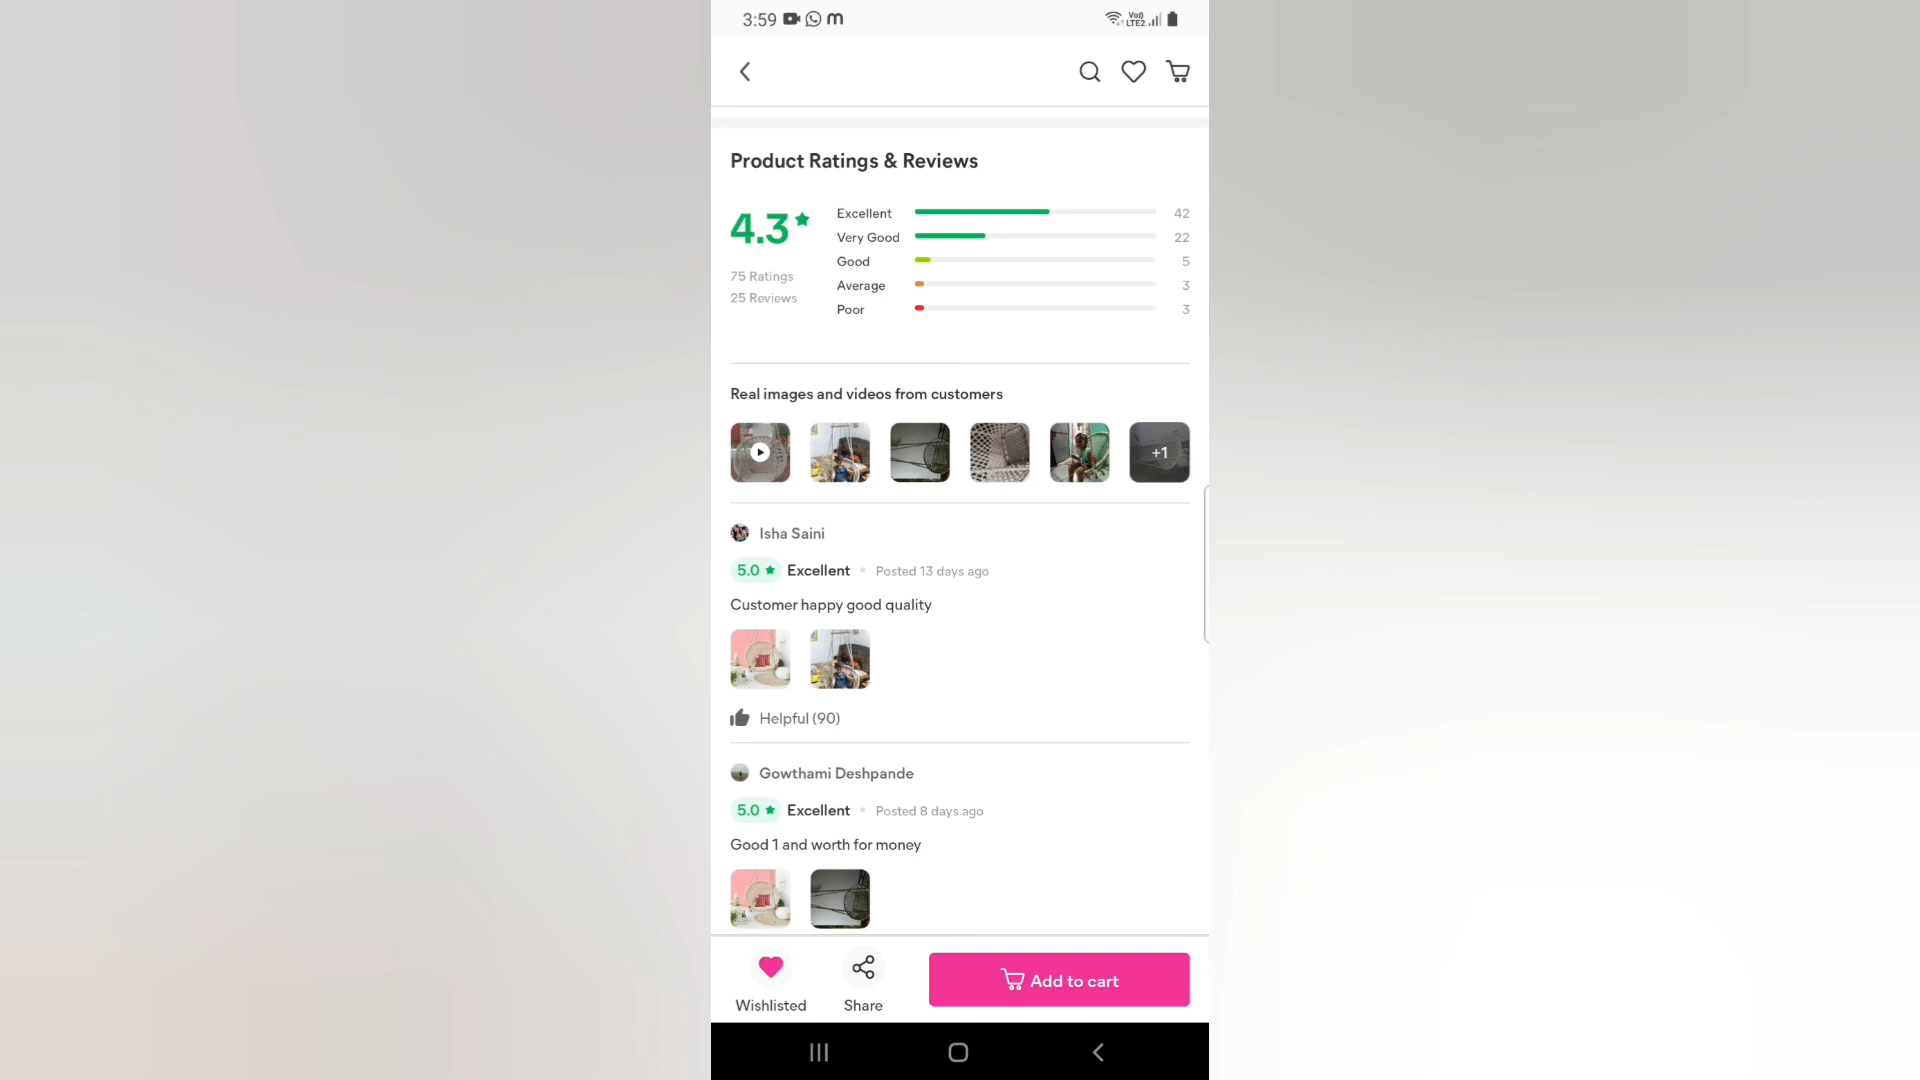 3:59
Vo))
LTE2
Product Ratings & Reviews
4.3
75 Ratings
25 Reviews
Excellent 42
Very Good 22
Good 5
Average 3
Poor 3
Real images and videos from customers
+1
Isha Saini
5.0 Excellent • Posted 13 days ago
Customer happy good quality
Helpful (90)
Gowthami Deshpande
5.0 Excellent • Posted 8 days ago
Good 1 and worth for money
Wishlisted
Share
Add to cart